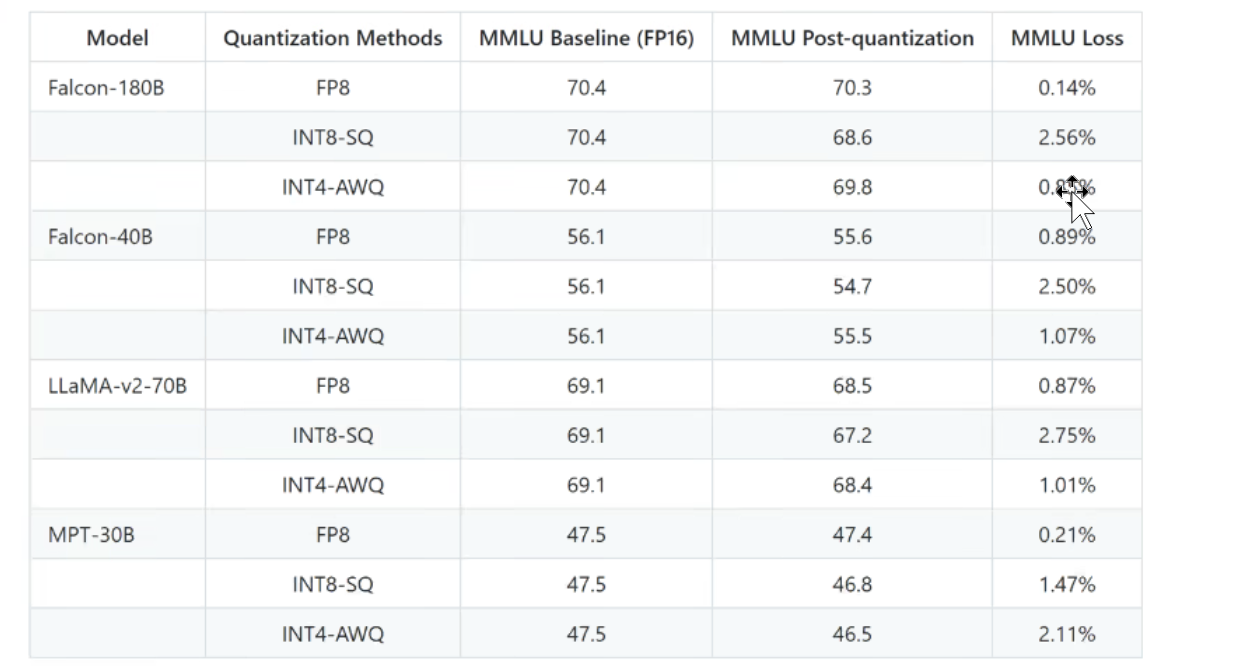 Model Quantization Methods MMLU Baseline (FP16) MMLU Post-quantization MMLU Loss
Falcon-180B FP8 70.4 70.3 0.14%
INT8-SQ 70.4 68.6 2.56%
INT4-AWQ 70.4 69.8
Falcon-40B FP8 56.1 55.6 0.89%
INT8-SQ 56.1 54.7 2.50%
INT4-AWQ 56.1 55.5 1.07%
LLaMA-v2-70B FP8 69.1 68.5 0.87%
INT8-SQ 69.1 67.2 2.75%
INT4-AWQ 69.1 68.4 1.01%
MPT-30B FP8 47.5 47.4 0.21%
INT8-SQ 47.5 46.8 1.47%
INT4-AWQ 47.5 46.5 2.11%